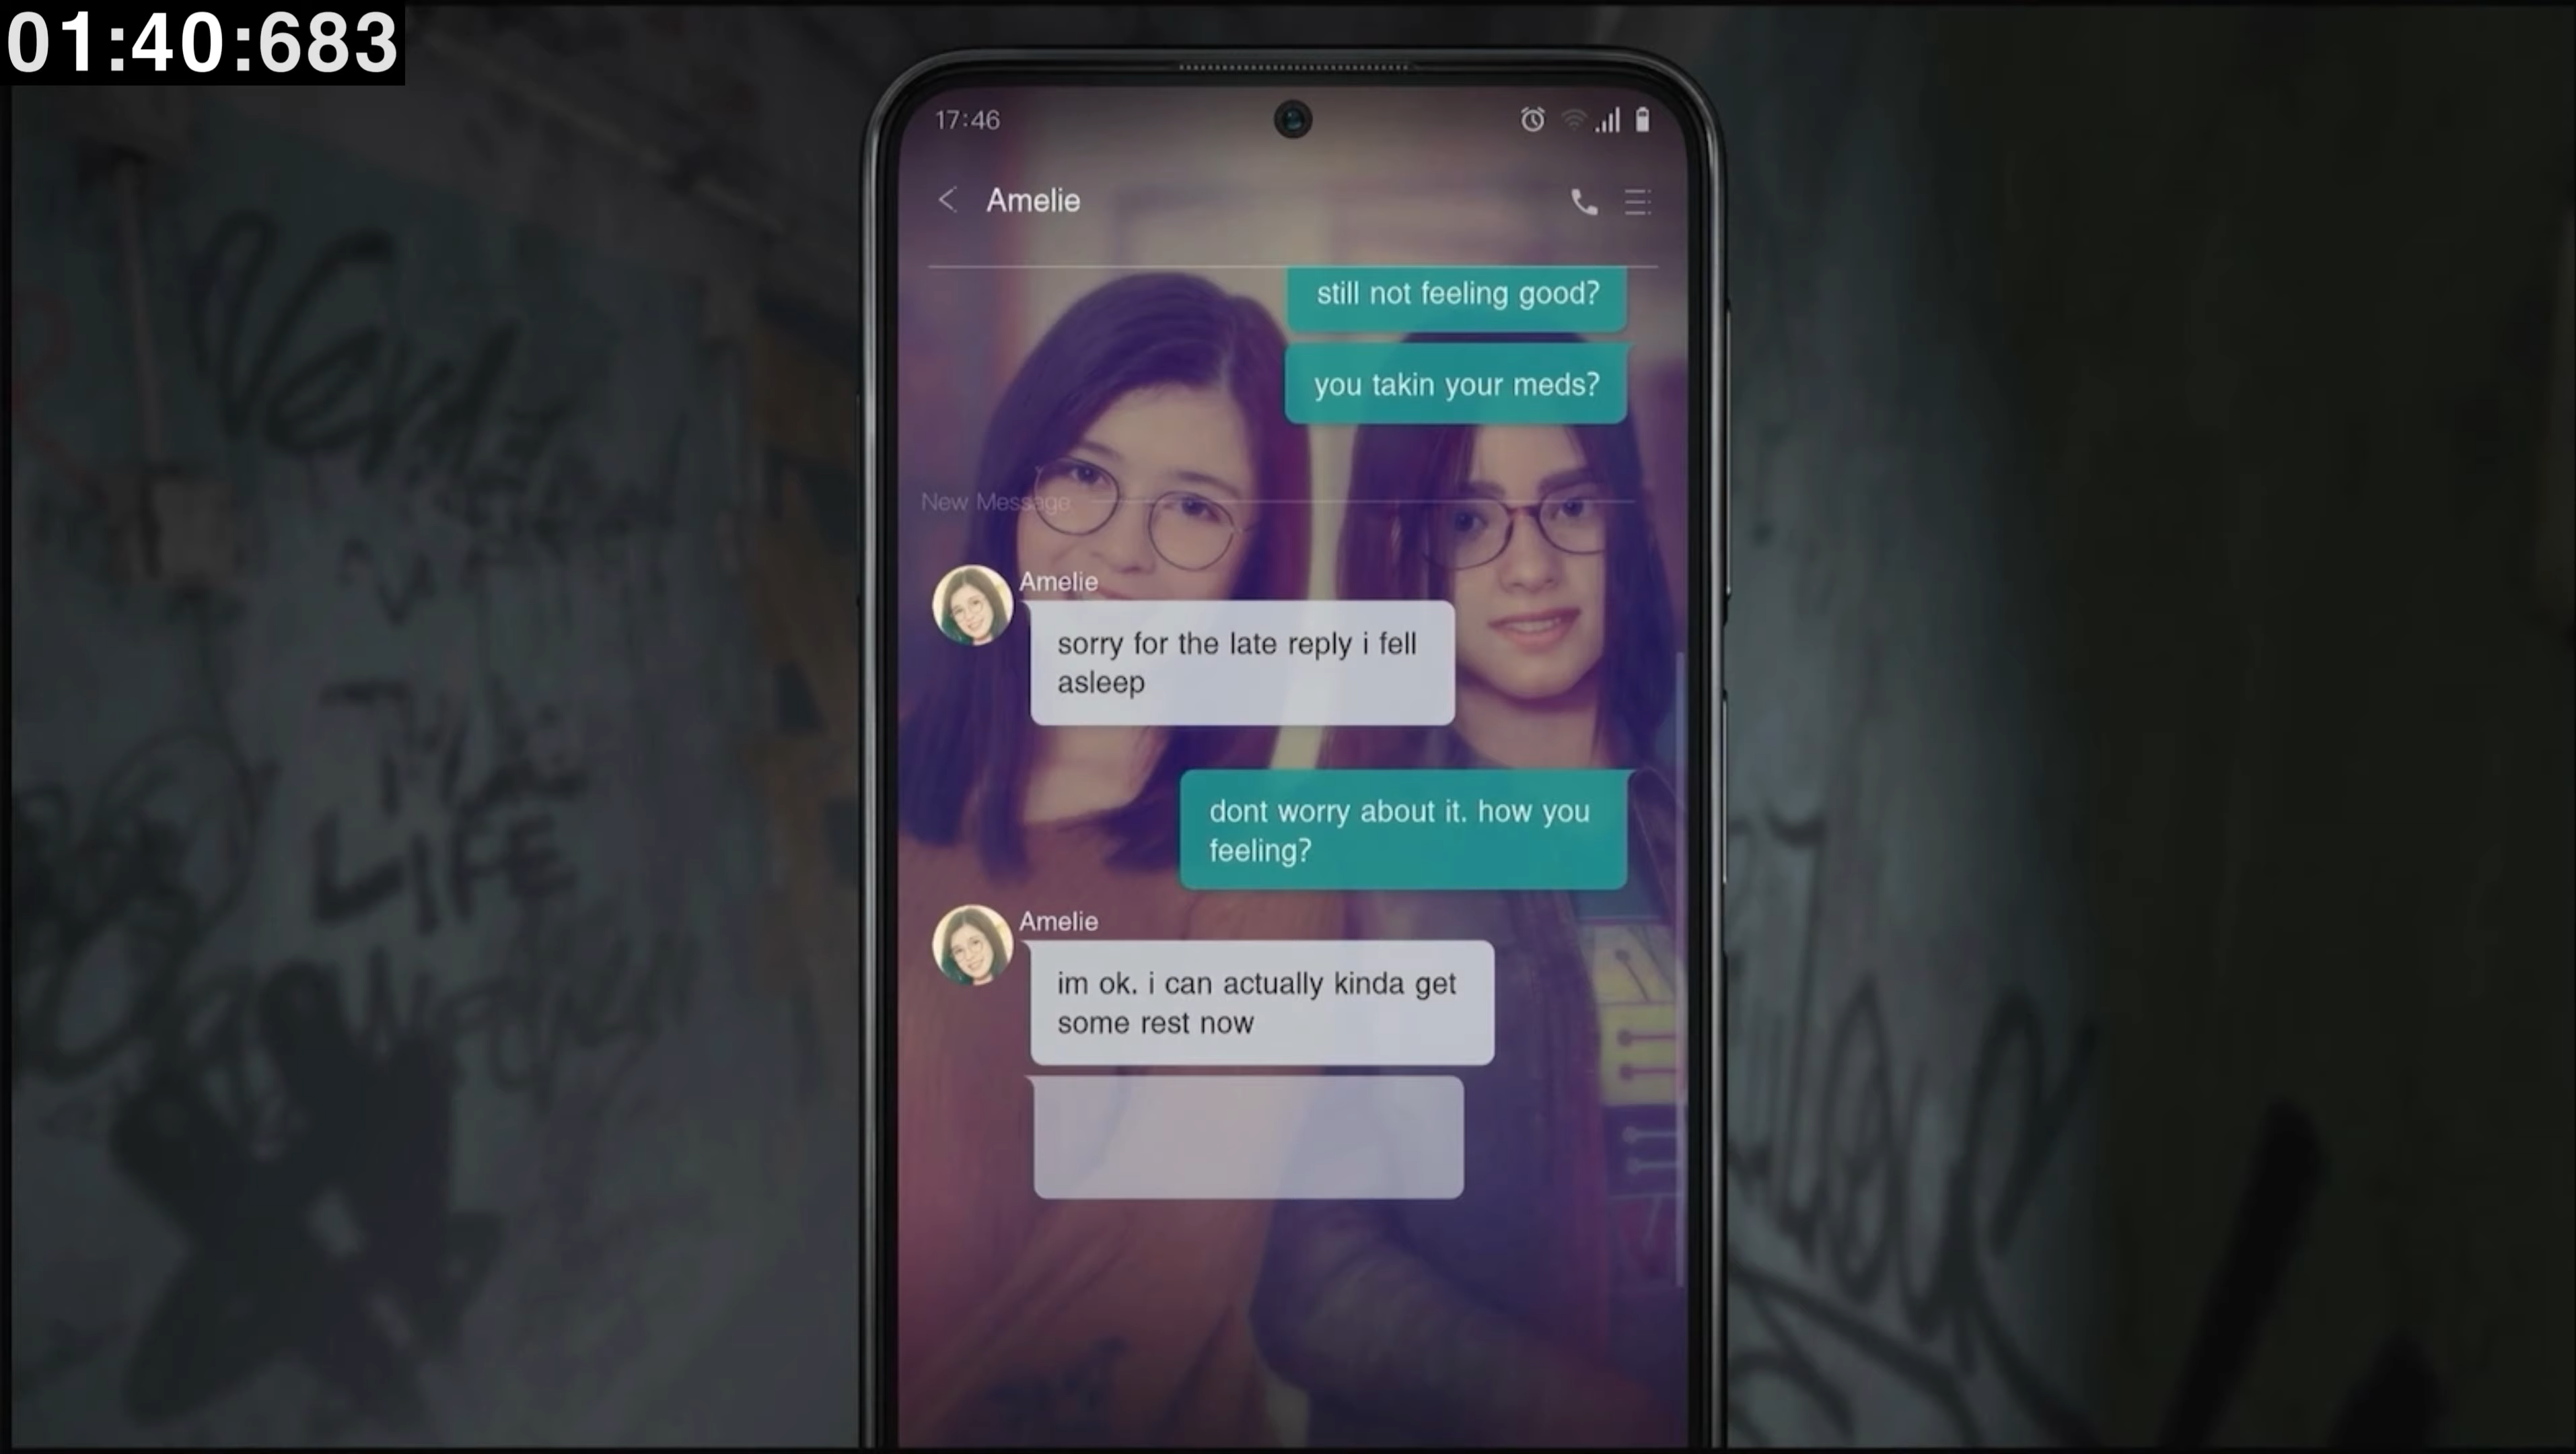 01:40:683
17:46
Amelie
still not feeling good?
you takin your meds?
New Message
Amelie
sorry for the late reply i fell
asleep
dont worry about it. how you
feeling?
Amelie
im ok. i can actually kinda get
some rest now
LIFE